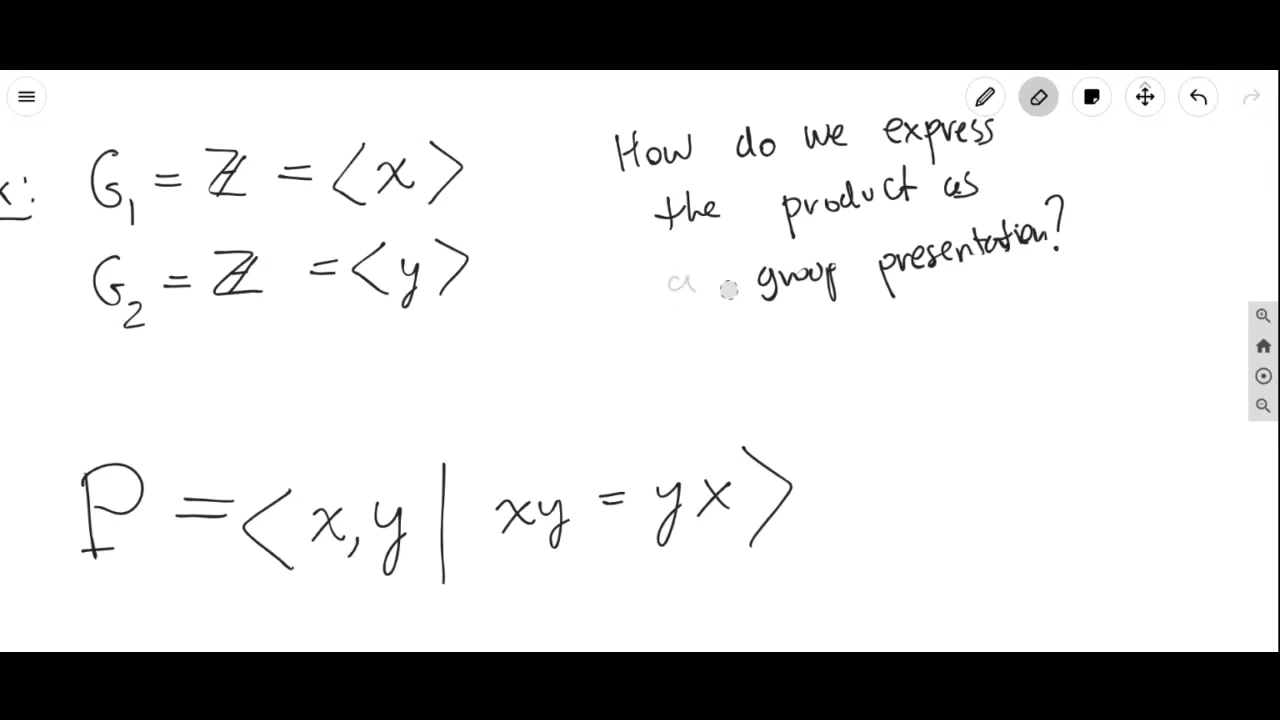 G₁ = ℤ = ⟨x⟩
G₂ = ℤ = ⟨y⟩
How do we express
the product as
a group presentation?
P = ⟨x, y | xy = yx⟩